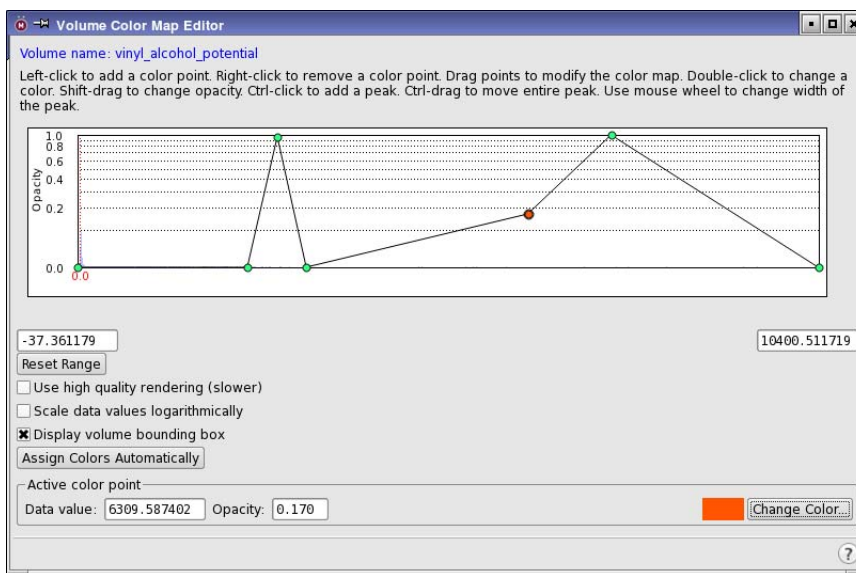 Volume Color Map Editor
Volume name: vinyl_alcohol_potential
Left-click to add a color point. Right-click to remove a color point. Drag points to modify the color map. Double-click to change a
color. Shift-drag to change opacity. Ctrl-click to add a peak. Ctrl-drag to move entire peak. Use mouse wheel to change width of
the peak.
1.0
0.8
0.6
0.4
0.2
0.0
Opacity
0.0
-37.361179 10400.511719
Reset Range
Use high quality rendering (slower)
Scale data values logarithmically
Display volume bounding box
Assign Colors Automatically
Active color point
Data value: 6309.587402 Opacity: 0.170 Change Color...
?